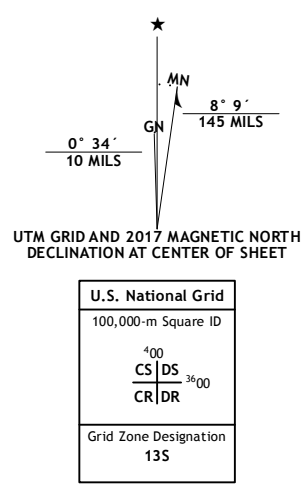 ★
MN
8° 9´
145 MILS
GN
0° 34´
10 MILS
UTM GRID AND 2017 MAGNETIC NORTH
DECLINATION AT CENTER OF SHEET
U.S. National Grid
100,000-m Square ID
⁴00
CS DS
³⁶00
CR DR
Grid Zone Designation
13S